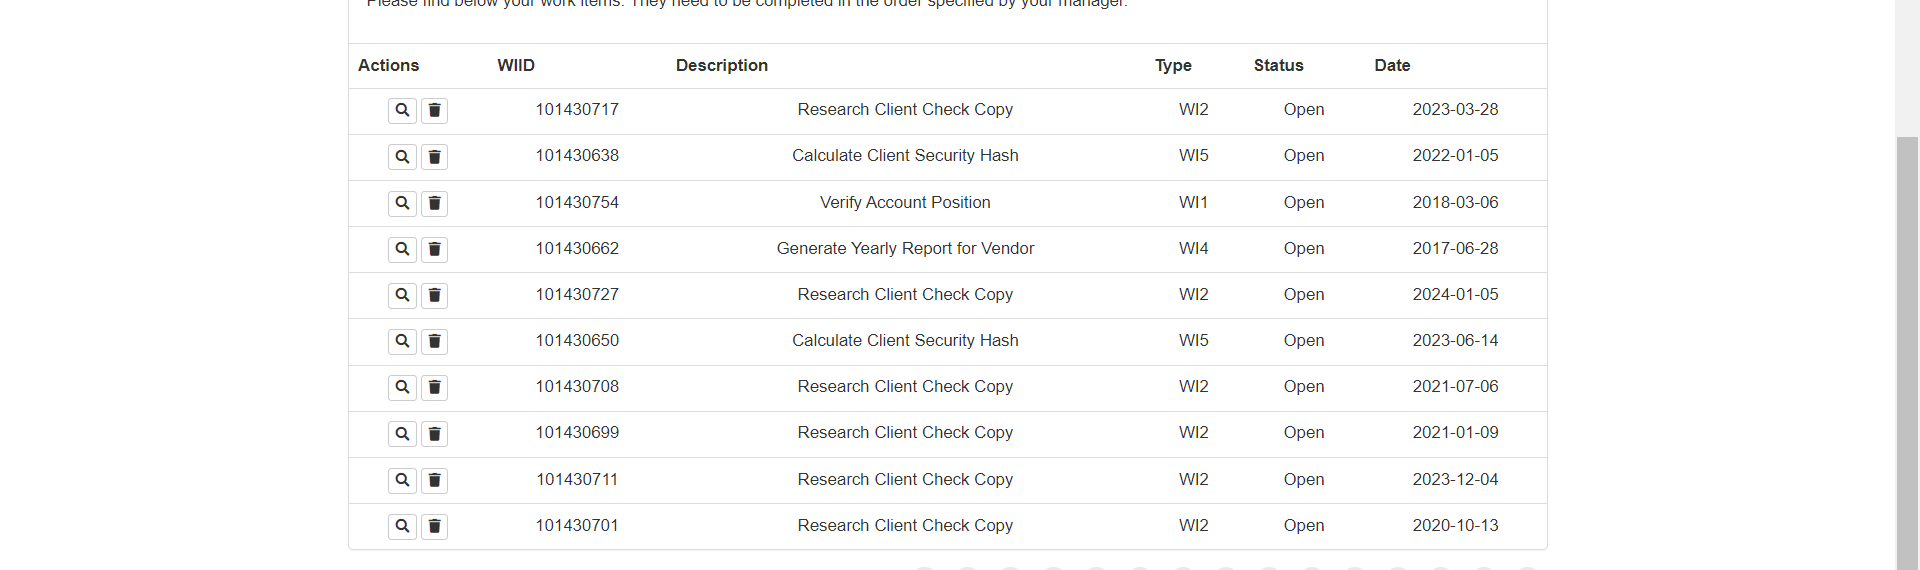 Please find below your work items. They need to be completed in the order specified by your manager.
Actions WIID Description Type Status Date
101430717 Research Client Check Copy WI2 Open 2023-03-28
101430638 Calculate Client Security Hash WI5 Open 2022-01-05
101430754 Verify Account Position WI1 Open 2018-03-06
101430662 Generate Yearly Report for Vendor WI4 Open 2017-06-28
101430727 Research Client Check Copy WI2 Open 2024-01-05
101430650 Calculate Client Security Hash WI5 Open 2023-06-14
101430708 Research Client Check Copy WI2 Open 2021-07-06
101430699 Research Client Check Copy WI2 Open 2021-01-09
101430711 Research Client Check Copy WI2 Open 2023-12-04
101430701 Research Client Check Copy WI2 Open 2020-10-13